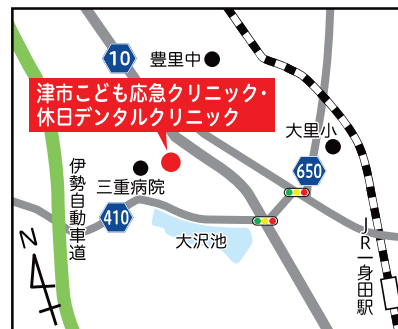 10
豊里中
津市こども応急クリニック・
休日デンタルクリニック
大里小
650
三重病院
伊勢自動車道
410
大沢池
JR一身田駅
N